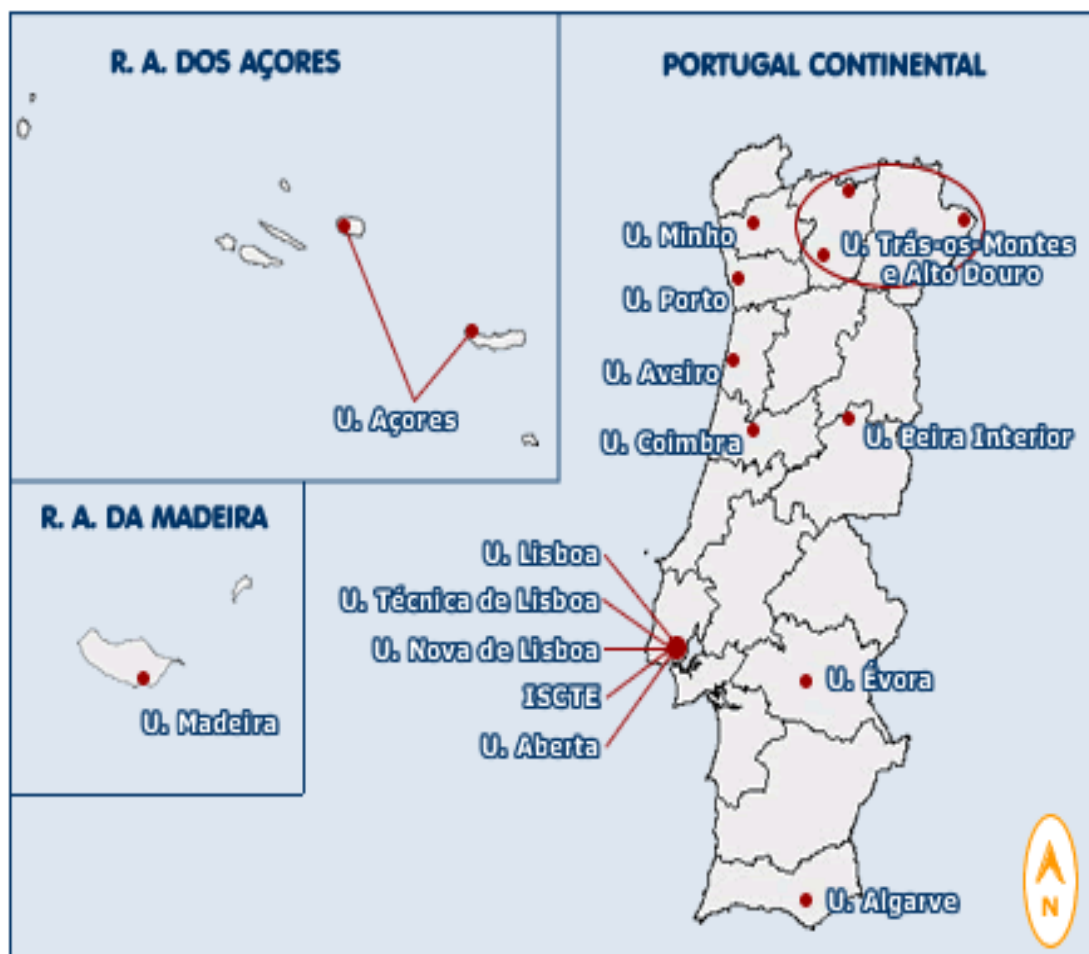 R. A. DOS AÇORES
PORTUGAL CONTINENTAL
U. Minho
U. Trás-os-Montes
e Alto Douro
U. Porto
U. Aveiro
U. Açores
U. Coimbra
U. Beira Interior
R. A. DA MADEIRA
U. Lisboa
U. Técnica de Lisboa
U. Nova de Lisboa
ISCTE
U. Aberta
U. Évora
U. Madeira
U. Algarve
N